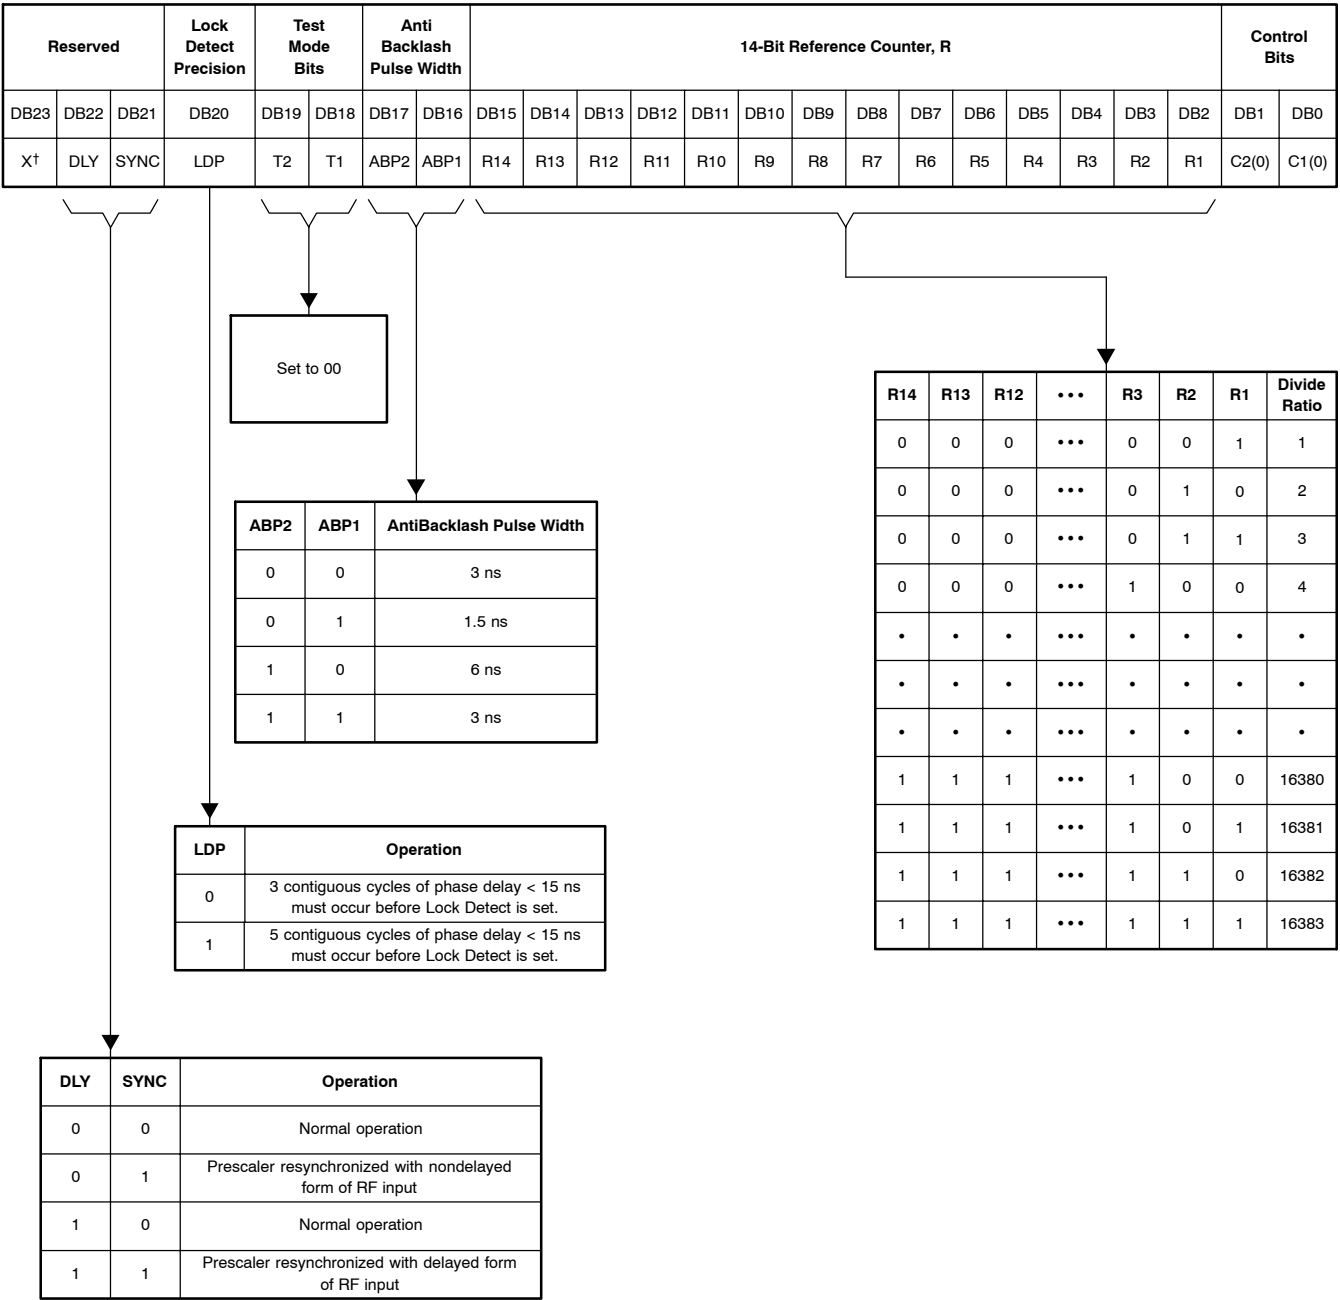 Reserved
Lock Detect Precision
Test Mode Bits
Anti Backlash Pulse Width
14-Bit Reference Counter, R
Control Bits
DB23 DB22 DB21 DB20 DB19 DB18 DB17 DB16 DB15 DB14 DB13 DB12 DB11 DB10 DB9 DB8 DB7 DB6 DB5 DB4 DB3 DB2 DB1 DB0
X† DLY SYNC LDP T2 T1 ABP2 ABP1 R14 R13 R12 R11 R10 R9 R8 R7 R6 R5 R4 R3 R2 R1 C2(0) C1(0)
Set to 00
ABP2 ABP1 AntiBacklash Pulse Width
0 0 3 ns
0 1 1.5 ns
1 0 6 ns
1 1 3 ns
LDP Operation
0 3 contiguous cycles of phase delay < 15 ns
must occur before Lock Detect is set.
1 5 contiguous cycles of phase delay < 15 ns
must occur before Lock Detect is set.
DLY SYNC Operation
0 0 Normal operation
0 1 Prescaler resynchronized with nondelayed
form of RF input
1 0 Normal operation
1 1 Prescaler resynchronized with delayed form
of RF input
R14 R13 R12 ••• R3 R2 R1 Divide Ratio
0 0 0 ••• 0 0 1 1
0 0 0 ••• 0 1 0 2
0 0 0 ••• 0 1 1 3
0 0 0 ••• 1 0 0 4
• • • ••• • • • •
• • • ••• • • • •
• • • ••• • • • •
1 1 1 ••• 1 0 0 16380
1 1 1 ••• 1 0 1 16381
1 1 1 ••• 1 1 0 16382
1 1 1 ••• 1 1 1 16383